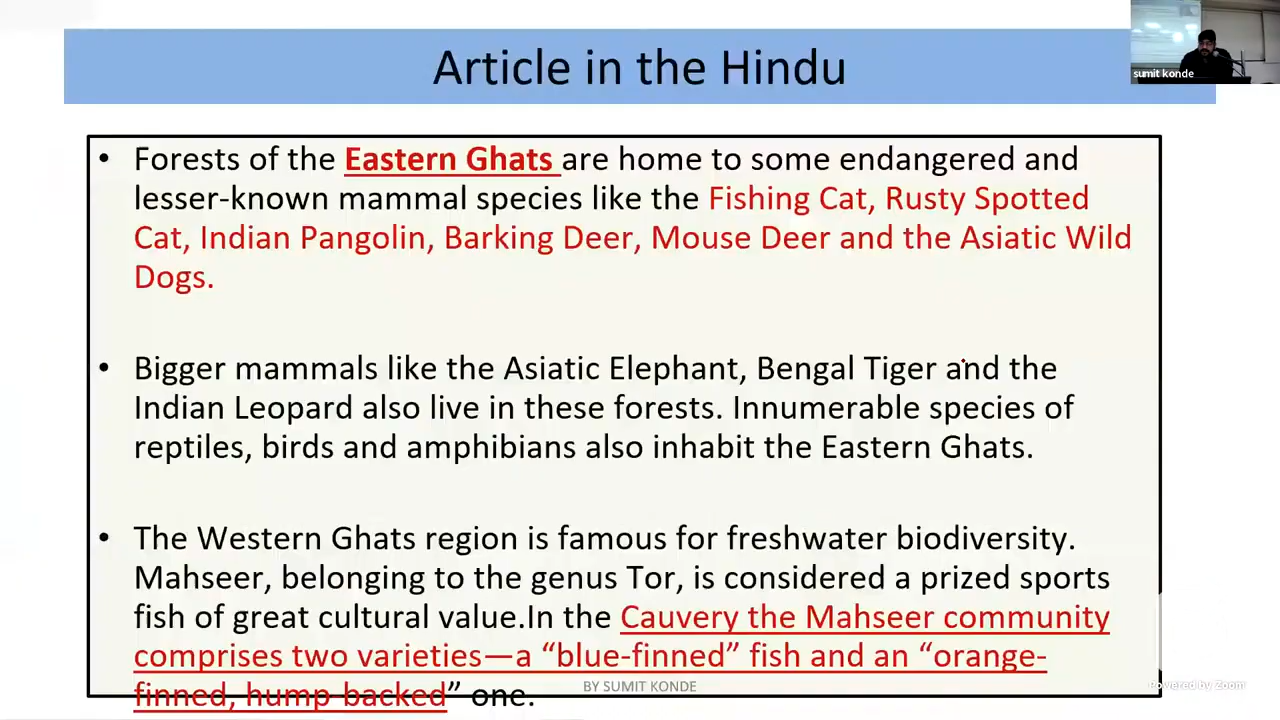 Article in the Hindu
sumit konde
• Forests of the Eastern Ghats are home to some endangered and
lesser-known mammal species like the Fishing Cat, Rusty Spotted
Cat, Indian Pangolin, Barking Deer, Mouse Deer and the Asiatic Wild
Dogs.
• Bigger mammals like the Asiatic Elephant, Bengal Tiger and the
Indian Leopard also live in these forests. Innumerable species of
reptiles, birds and amphibians also inhabit the Eastern Ghats.
• The Western Ghats region is famous for freshwater biodiversity.
Mahseer, belonging to the genus Tor, is considered a prized sports
fish of great cultural value.In the Cauvery the Mahseer community
comprises two varieties—a “blue-finned” fish and an “orange-
finned, hump-backed” one.
BY SUMIT KONDE
Powered by Zoom